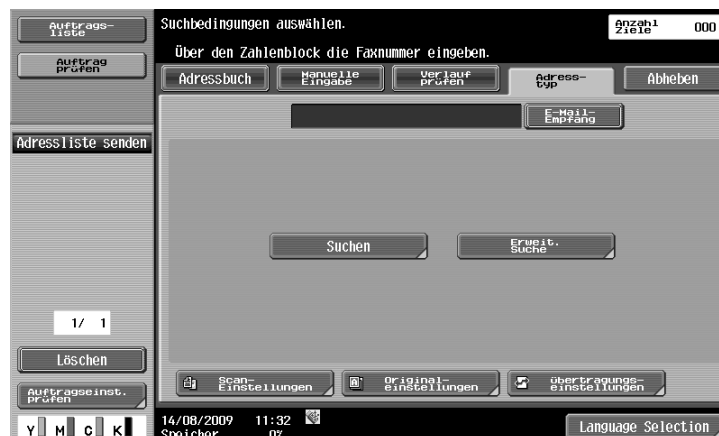 Auftrags-
liste
Auftrag
prüfen
Adressliste senden
1/ 1
Löschen
Auftragseinst.
prüfen
Y M C K
Suchbedingungen auswählen.
Über den Zahlenblock die Faxnummer eingeben.
Anzahl
Ziele 000
Adressbuch
Manuelle
Eingabe
Verlauf
prüfen
Adress-
typ
Abheben
E-Mail-
Empfang
Suchen
Erweit.
Suche
Scan-
Einstellungen
Original-
einstellungen
Übertragungs-
einstellungen
14/08/2009 11:32
Speicher 0%
Language Selection